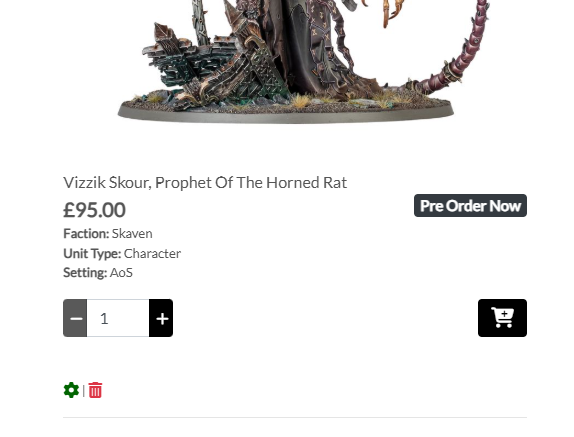 Vizzik Skour, Prophet Of The Horned Rat
£95.00
Pre Order Now
Faction: Skaven
Unit Type: Character
Setting: AoS
− 1 +
|